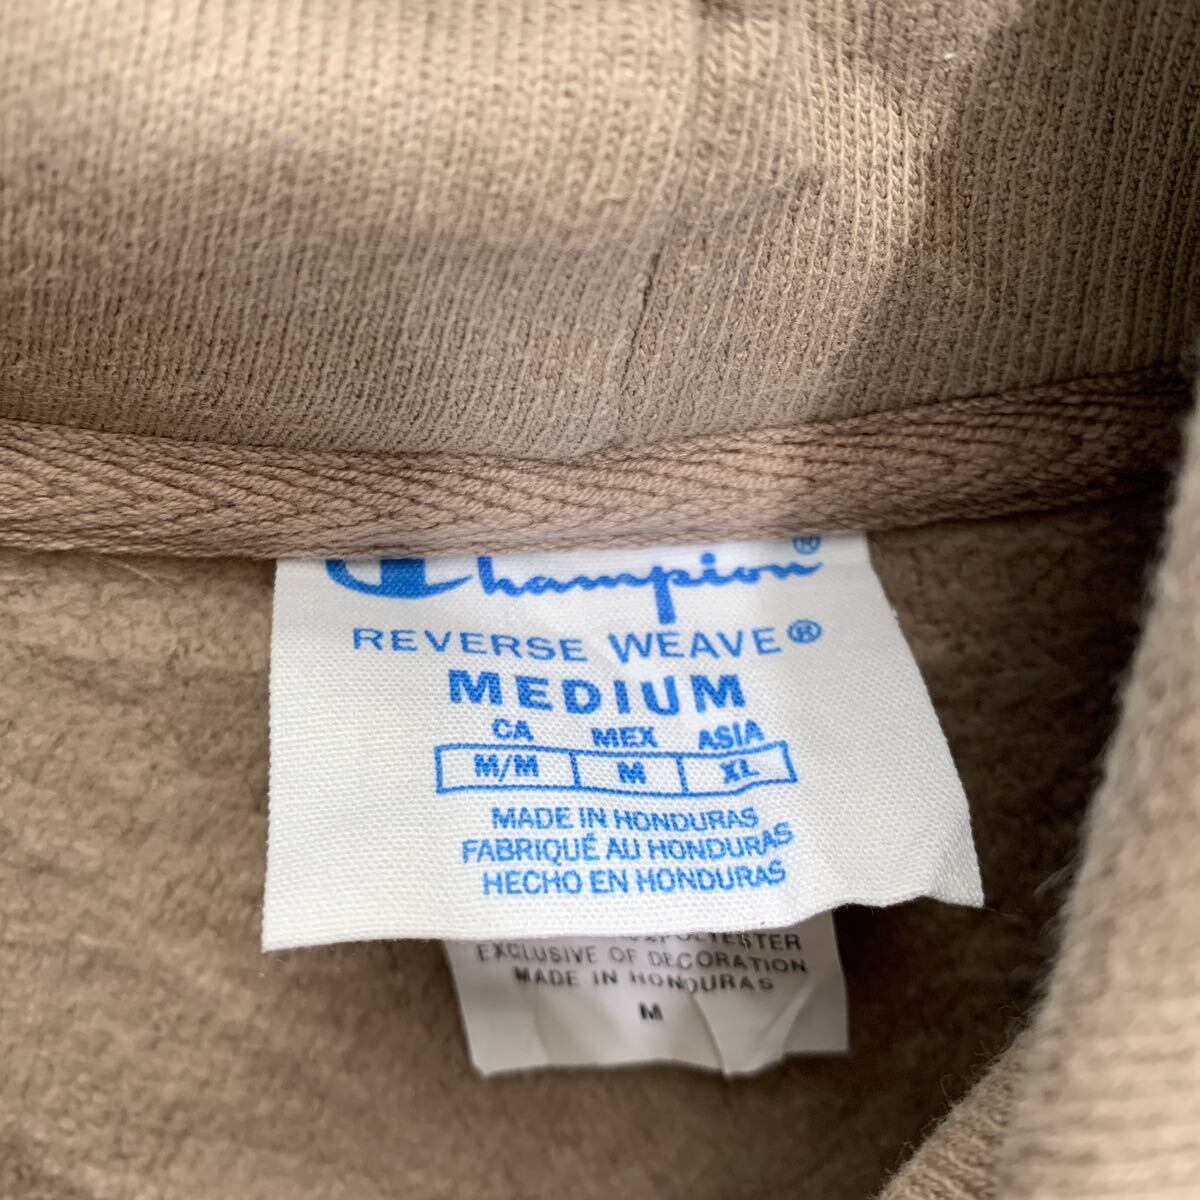 Champion®
REVERSE WEAVE®
MEDIUM
CA MEX ASIA
M/M M XL
MADE IN HONDURAS
FABRIQUÉ AU HONDURAS
HECHO EN HONDURAS
POLYESTER
EXCLUSIVE OF DECORATION
MADE IN HONDURAS
M